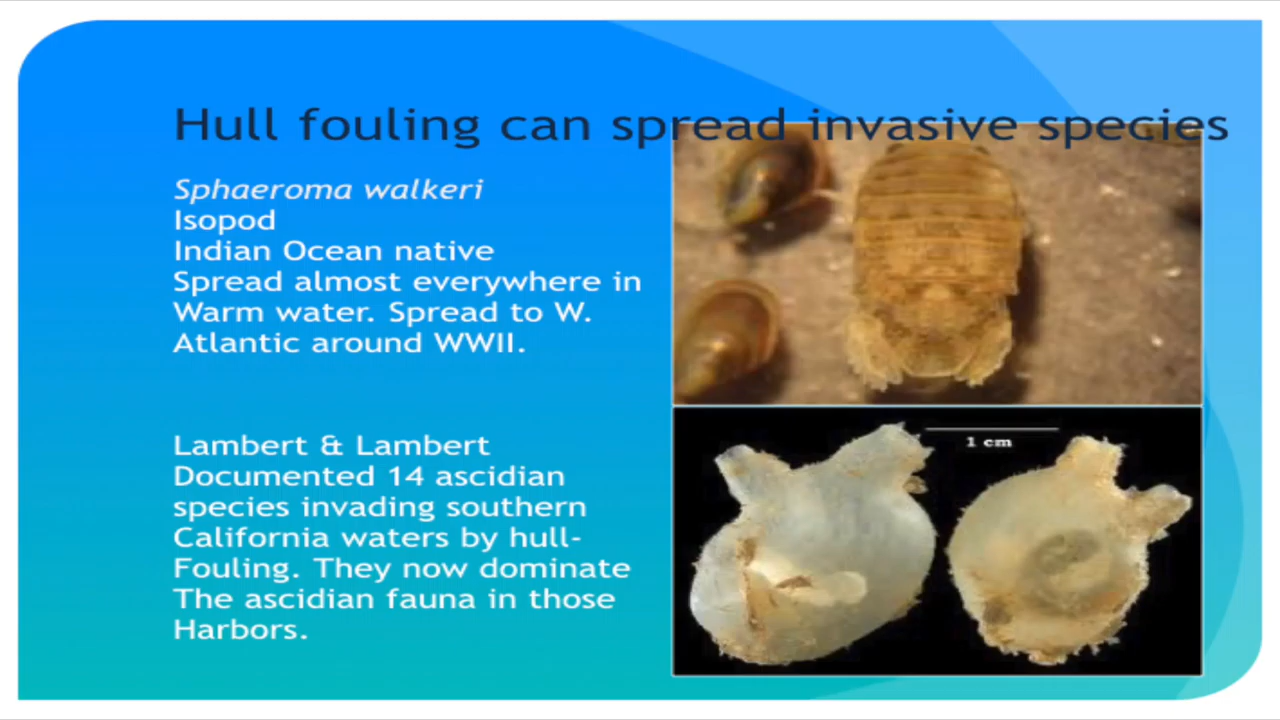 Hull fouling can spread invasive species
Sphaeroma walkeri
Isopod
Indian Ocean native
Spread almost everywhere in
Warm water. Spread to W.
Atlantic around WWII.
Lambert & Lambert
Documented 14 ascidian
species invading southern
California waters by hull-
Fouling. They now dominate
The ascidian fauna in those
Harbors.
1 cm